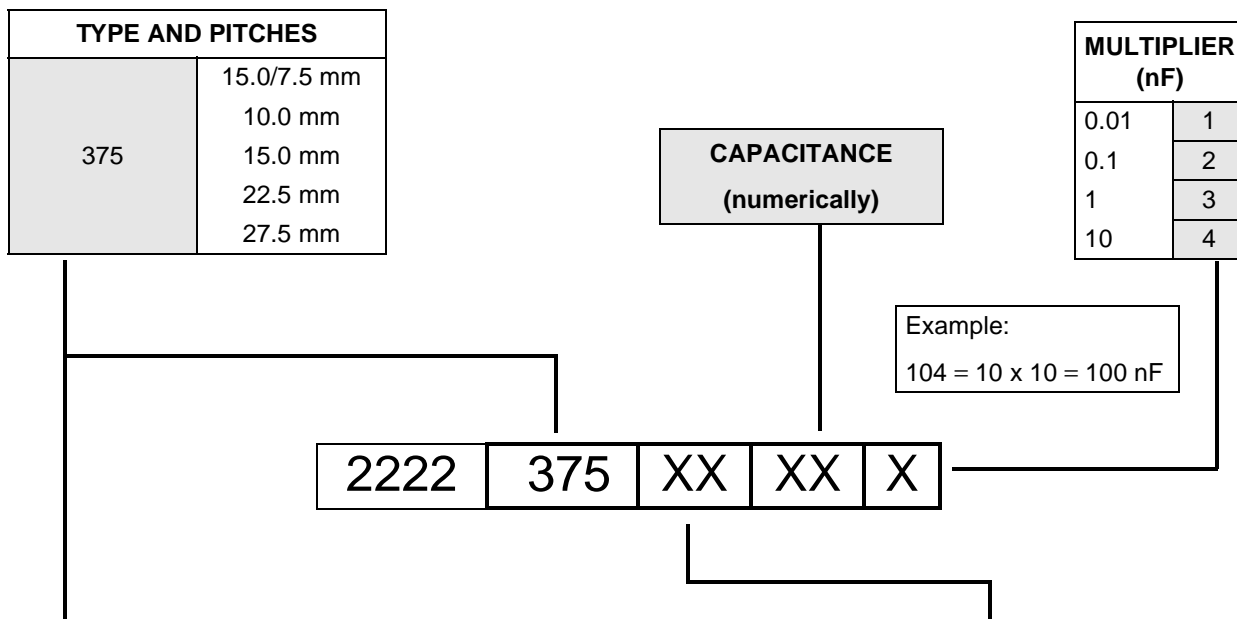 TYPE AND PITCHES
375
15.0/7.5 mm
10.0 mm
15.0 mm
22.5 mm
27.5 mm
CAPACITANCE
(numerically)
MULTIPLIER
(nF)
0.01 1
0.1 2
1 3
10 4
Example:
104 = 10 x 10 = 100 nF
2222 375 XX XX X